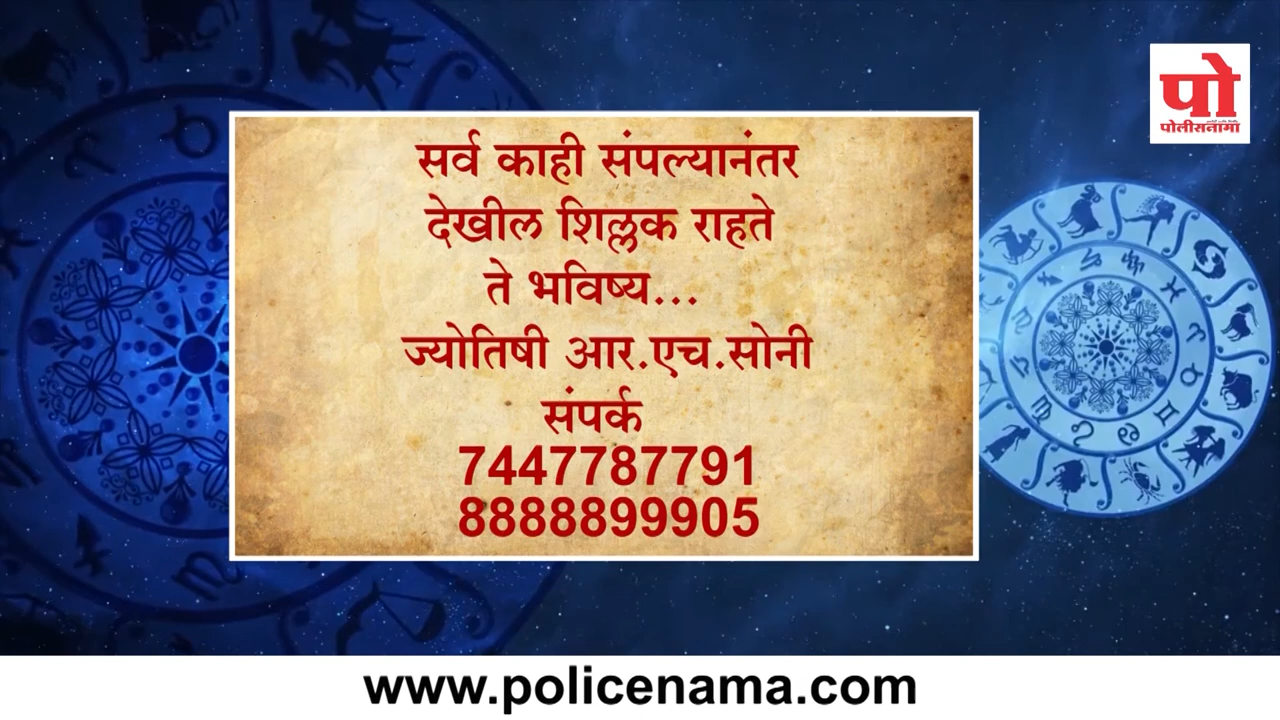 पो
पोलीसनामा
सर्व काही संपल्यानंतर
देखील शिल्लक राहते
ते भविष्य...
ज्योतिषी आर.एच.सोनी
संपर्क
7447787791
8888899905
www.policenama.com